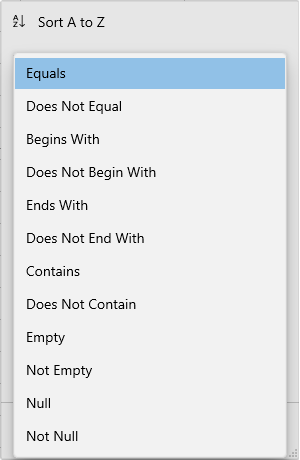 Sort A to Z
Equals
Does Not Equal
Begins With
Does Not Begin With
Ends With
Does Not End With
Contains
Does Not Contain
Empty
Not Empty
Null
Not Null